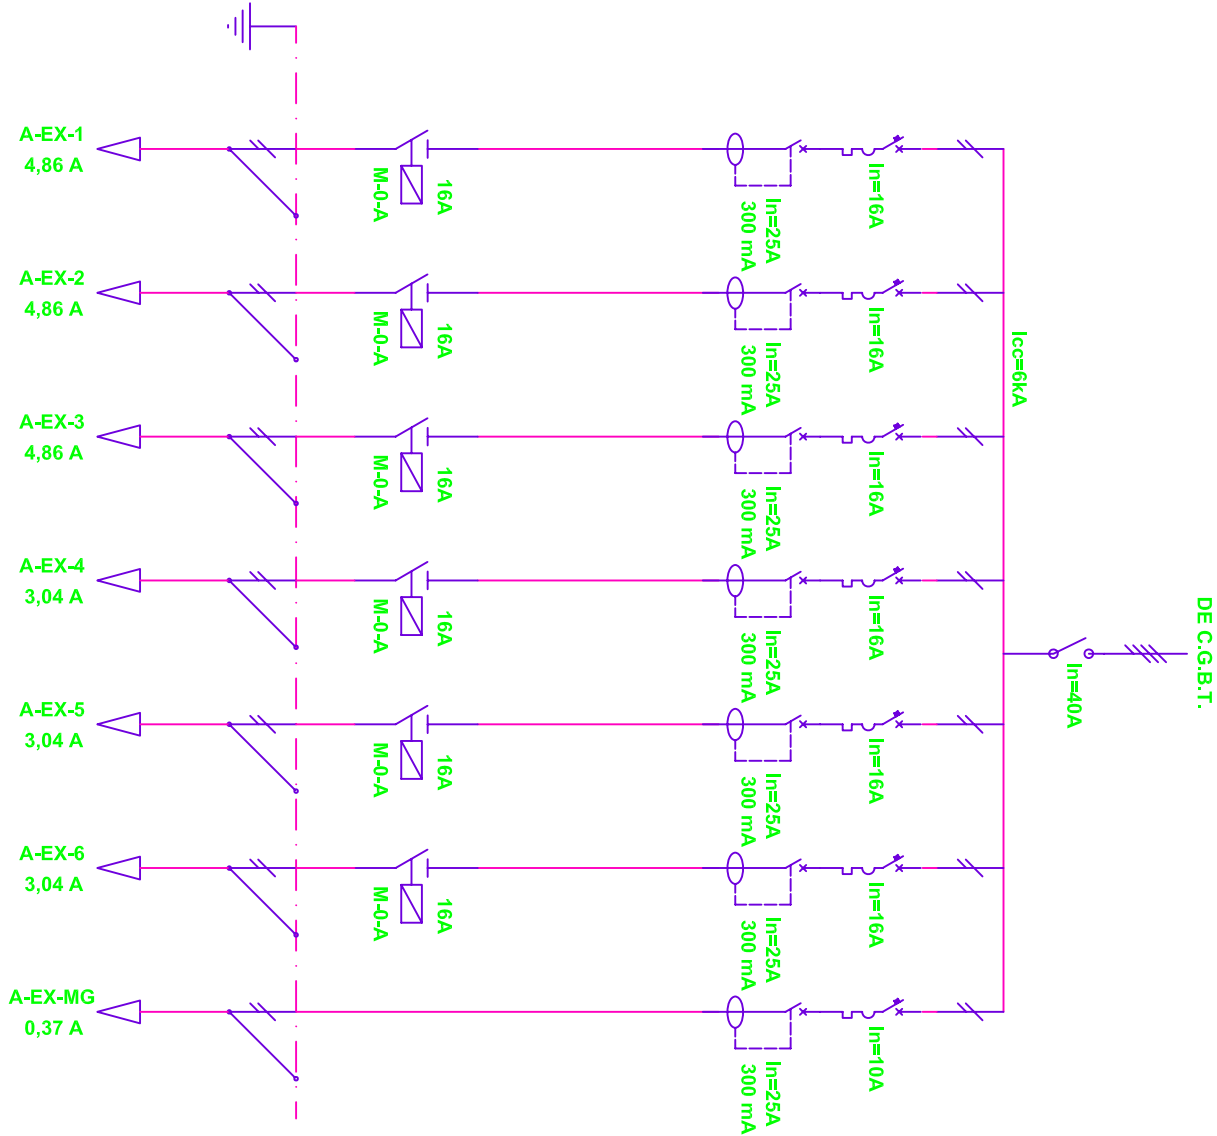 A-EX-1
4,86 A
M-0-A
16A
In=25A
300 mA
In=16A
A-EX-2
4,86 A
M-0-A
16A
In=25A
300 mA
In=16A
Icc=6kA
A-EX-3
4,86 A
M-0-A
16A
In=25A
300 mA
In=16A
A-EX-4
3,04 A
M-0-A
16A
In=25A
300 mA
In=16A
DE C.G.B.T.
In=40A
A-EX-5
3,04 A
M-0-A
16A
In=25A
300 mA
In=16A
A-EX-6
3,04 A
M-0-A
16A
In=25A
300 mA
In=16A
A-EX-MG
0,37 A
In=25A
300 mA
In=10A